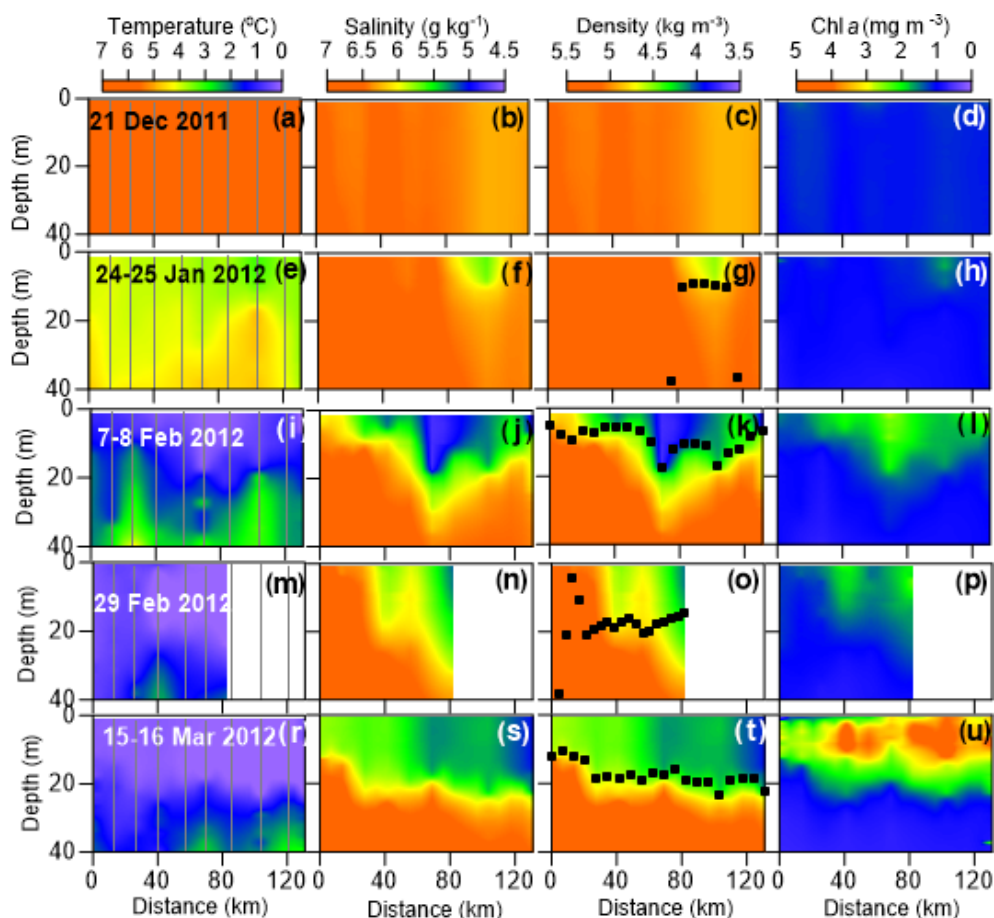 Temperature (ºC) Salinity (g kg⁻¹) Density (kg m⁻³) Chl a (mg m ⁻³)
7 6 5 4 3 2 1 0 7 6.5 6 5.5 5 4.5 5.5 5 4.5 4 3.5 5 4 3 2 1 0
0 21 Dec 2011 (a) (b) (c) (d)
Depth (m) 20
40
0 24-25 Jan 2012 (e) (f) (g) (h)
Depth (m) 20
40
0 7-8 Feb 2012 (i) (j) (k) (l)
Depth (m) 20
40
0 29 Feb 2012 (m) (n) (o) (p)
Depth (m) 20
40
0 15-16 Mar 2012 (r) (s) (t) (u)
Depth (m) 20
40
0 40 80 120 0 40 80 120 0 40 80 120 0 40 80 120
Distance (km) Distance (km) Distance (km) Distance (km)